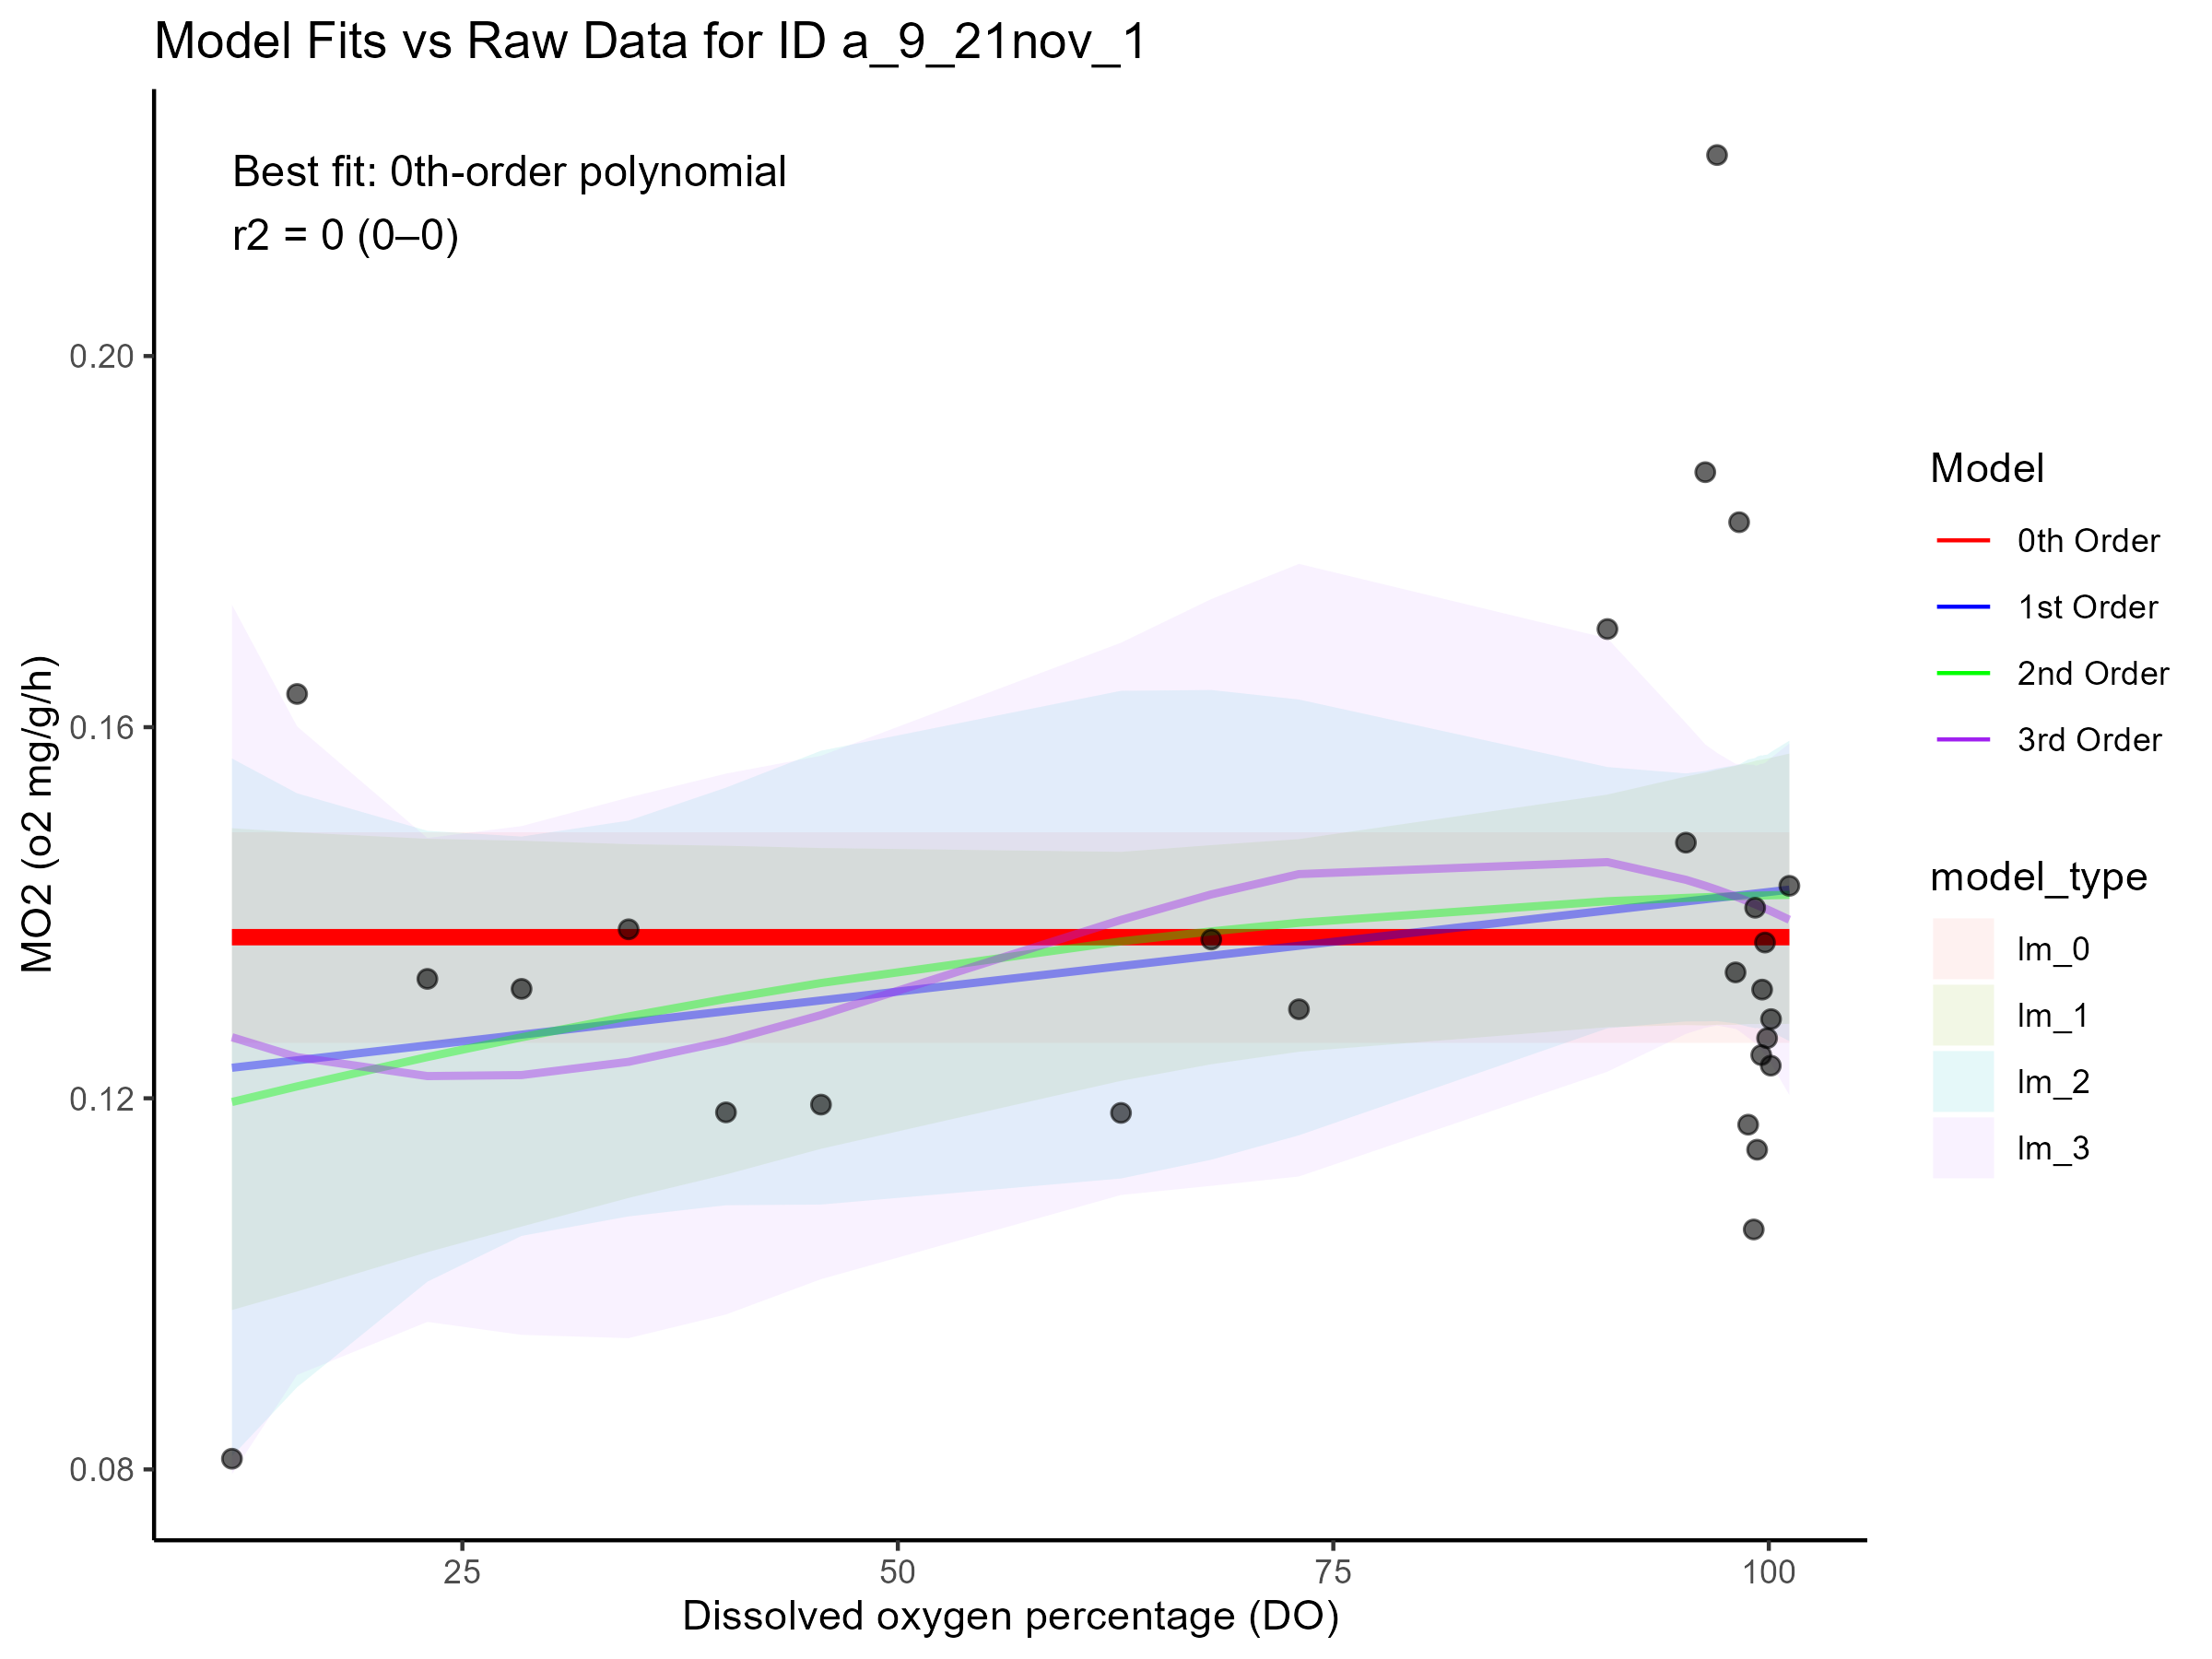 Model Fits vs Raw Data for ID a_9_21nov_1
Best fit: 0th-order polynomial
r2 = 0 (0–0)
MO2 (o2 mg/g/h)
0.20
0.16
0.12
0.08
25
50
75
100
Dissolved oxygen percentage (DO)
Model
0th Order
1st Order
2nd Order
3rd Order
model_type
lm_0
lm_1
lm_2
lm_3